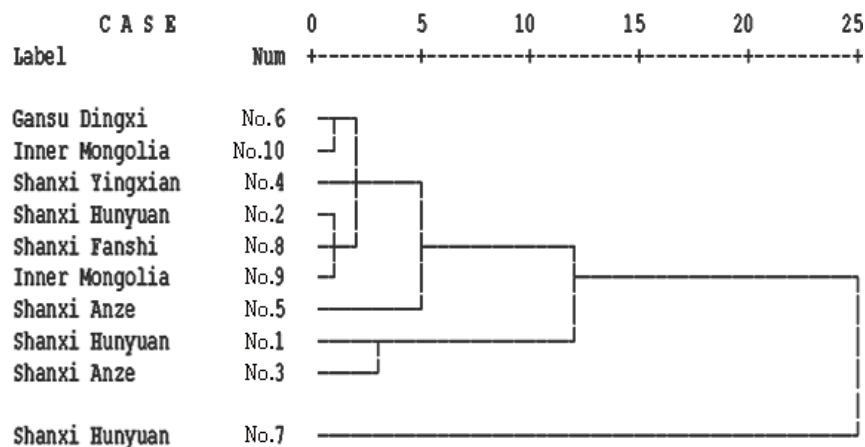 C A S E 0 5 10 15 20 25
Label Num
Gansu Dingxi No.6
Inner Mongolia No.10
Shanxi Yingxian No.4
Shanxi Hunyuan No.2
Shanxi Fanshi No.8
Inner Mongolia No.9
Shanxi Anze No.5
Shanxi Hunyuan No.1
Shanxi Anze No.3
Shanxi Hunyuan No.7